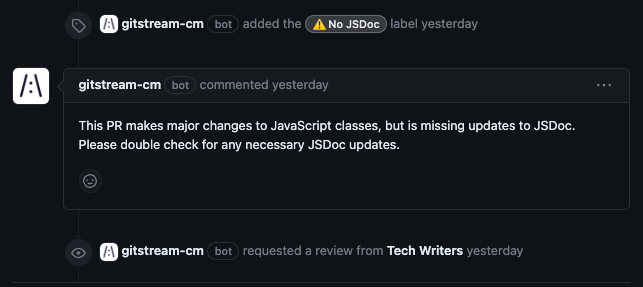 gitstream-cm bot added the ⚠️ No JSDoc label yesterday
/:\
gitstream-cm bot commented yesterday ...
This PR makes major changes to JavaScript classes, but is missing updates to JSDoc.
Please double check for any necessary JSDoc updates.
gitstream-cm bot requested a review from Tech Writers yesterday